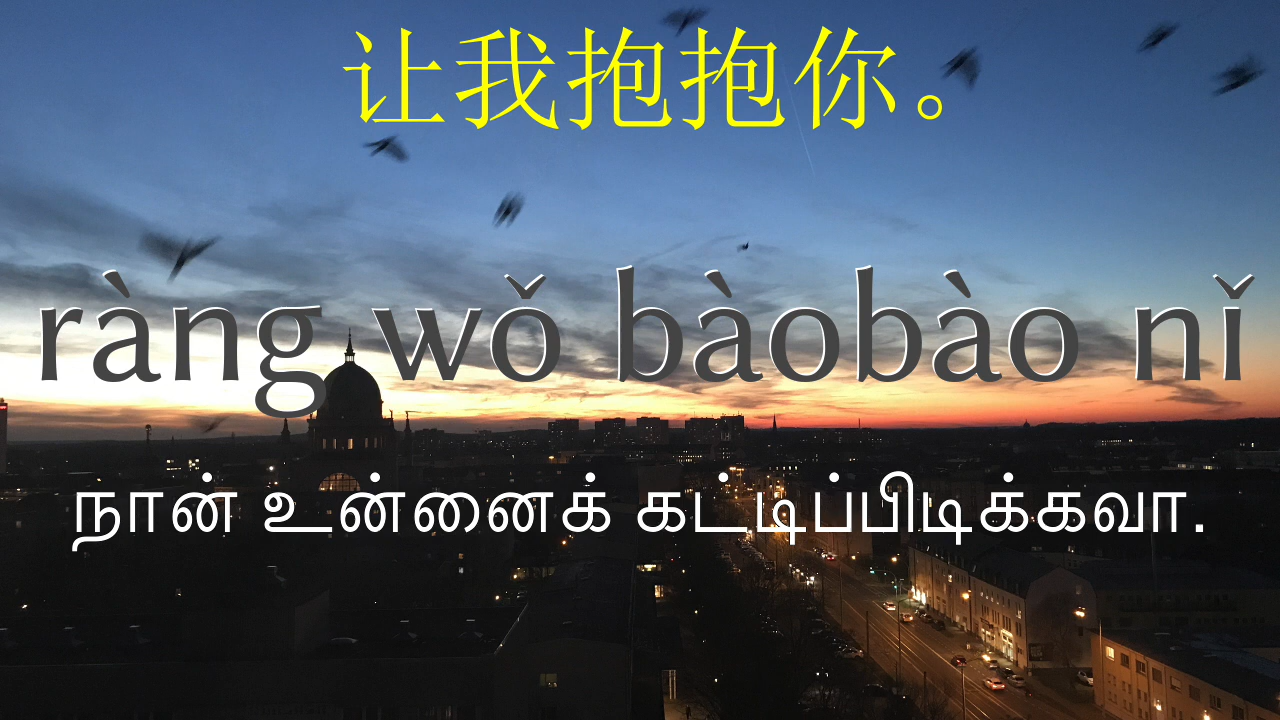 让我抱抱你。
ràng wǒ bàobào nǐ
நான் உன்னைக் கட்டிப்பிடிக்கவா.